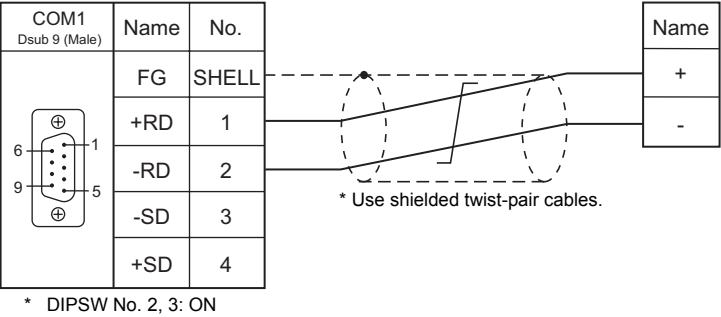 COM1
Dsub 9 (Male)
Name No.
Name
FG SHELL
+
+RD 1
-
6 1
-RD 2
9 5
* Use shielded twist-pair cables.
-SD 3
+SD 4
* DIPSW No. 2, 3: ON